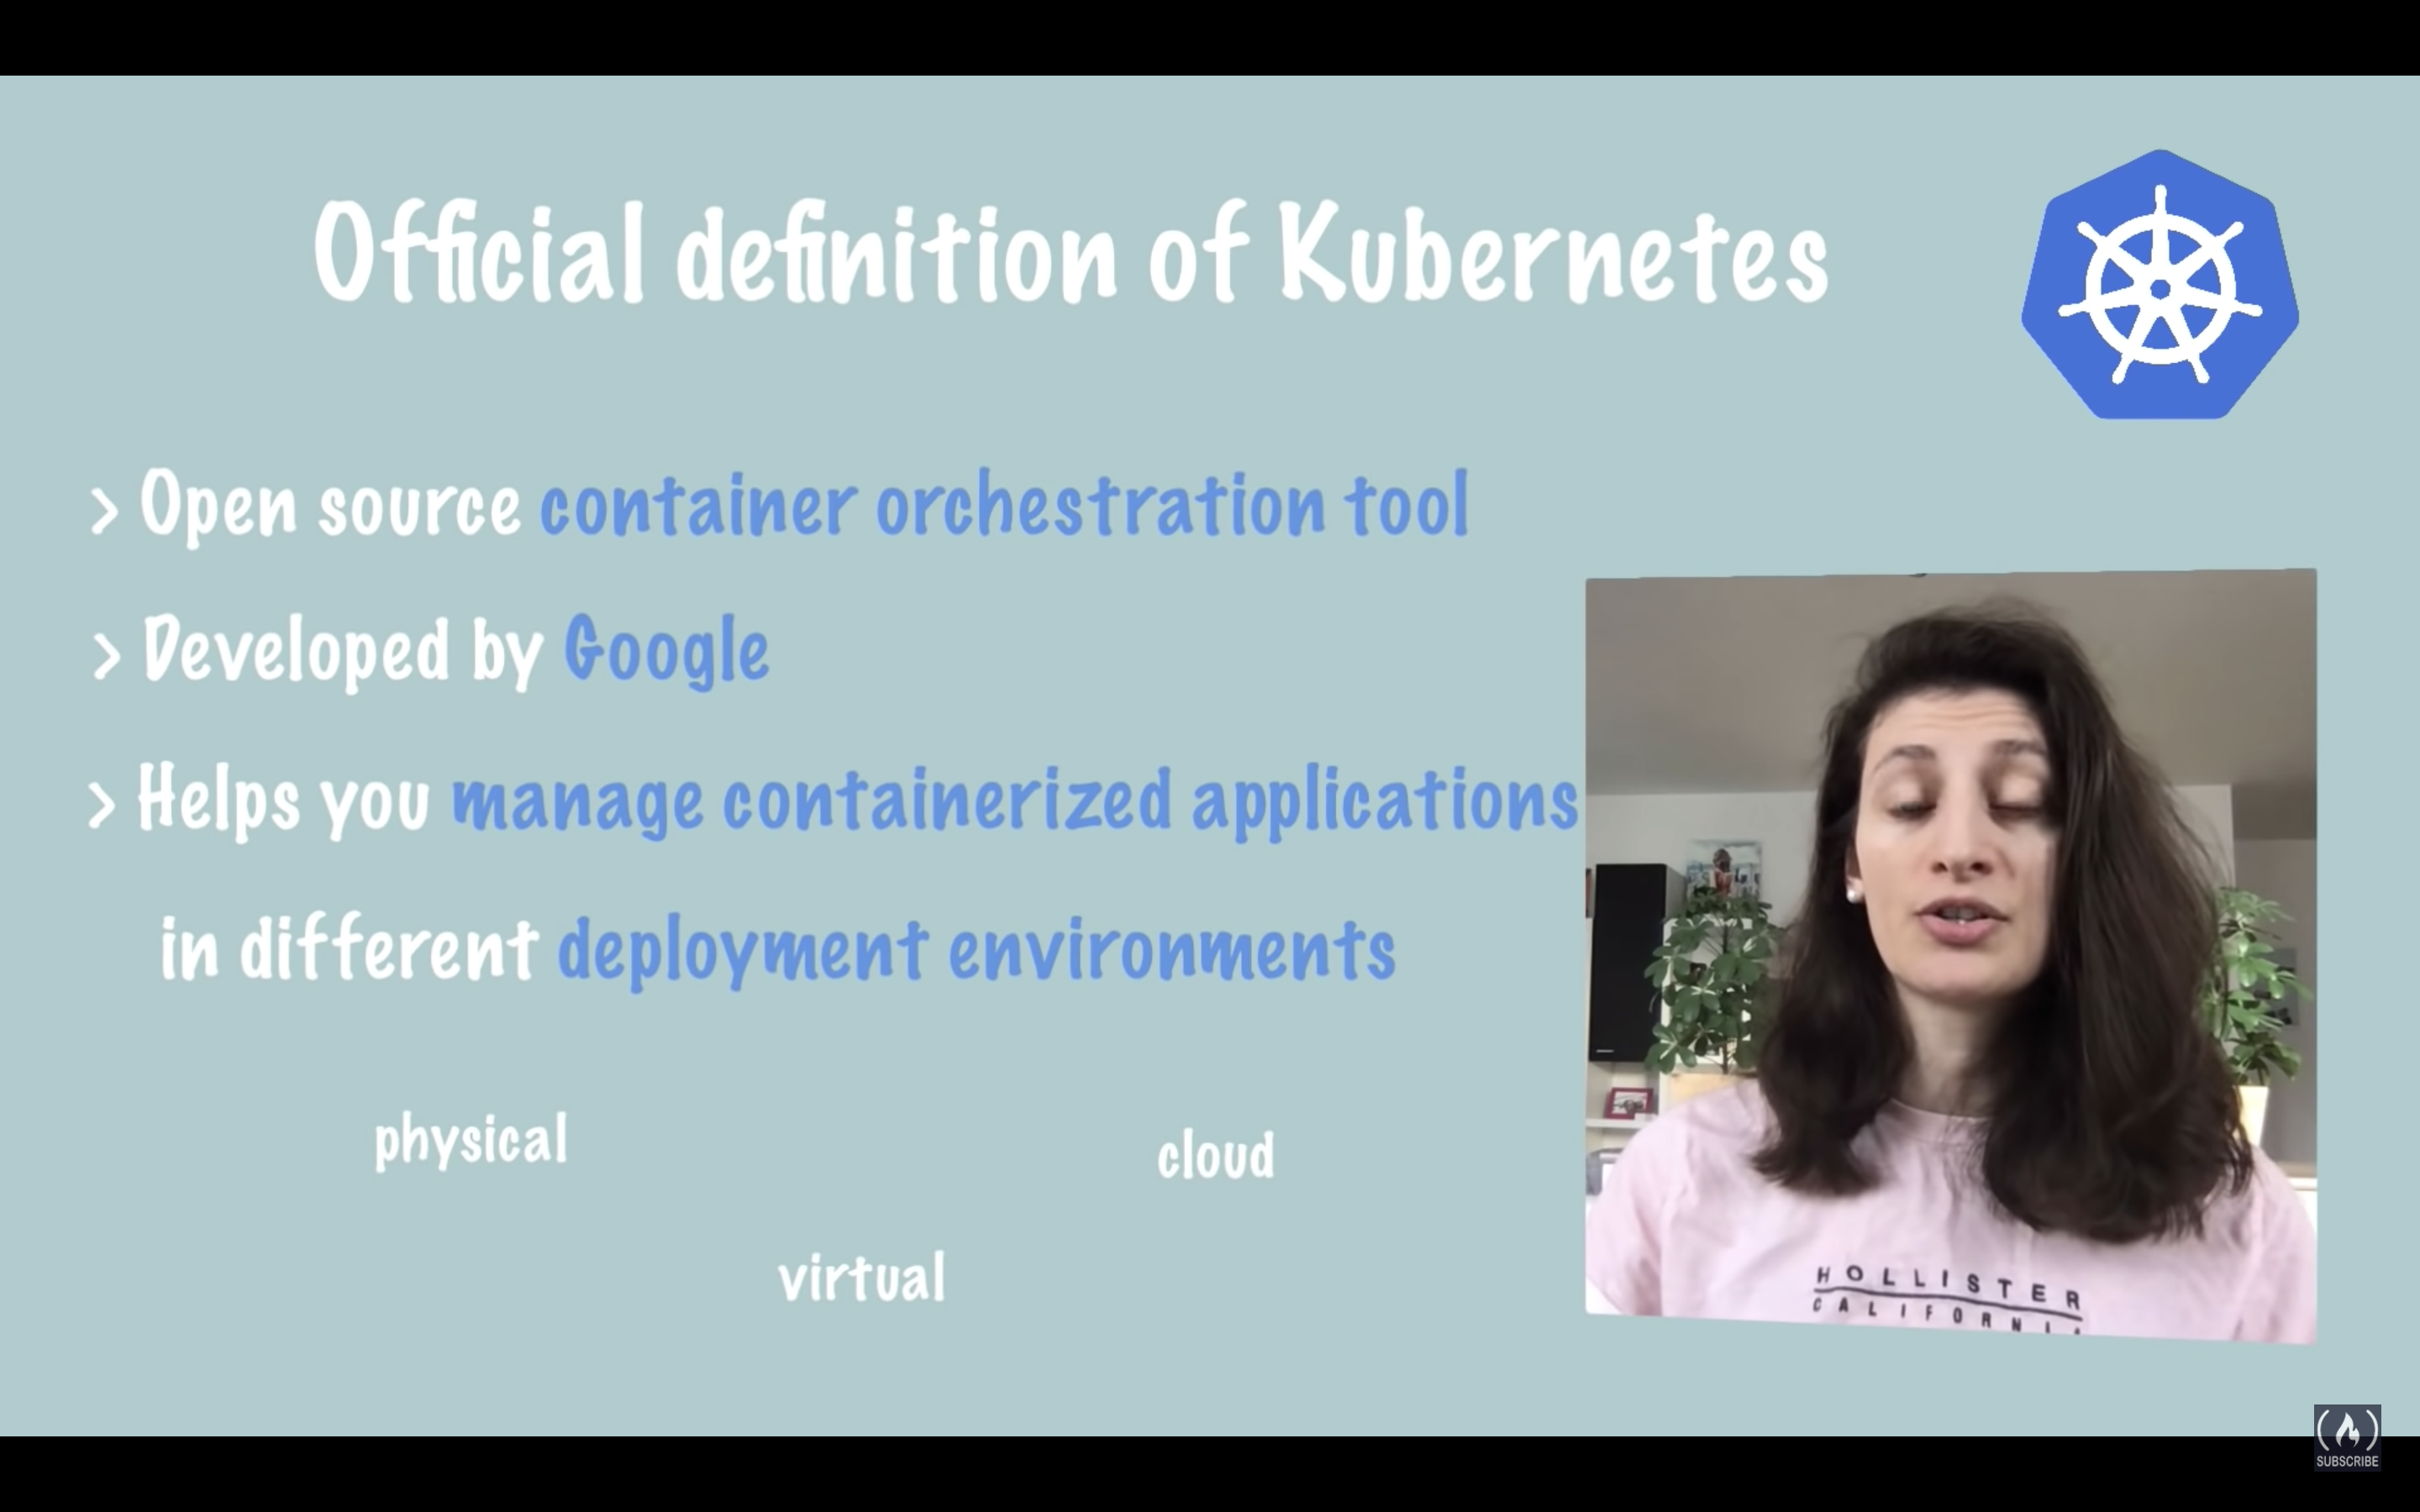 Official definition of Kubernetes
> Open source container orchestration tool
> Developed by Google
> Helps you manage containerized applications
in different deployment environments
physical
cloud
virtual
HOLLISTER
CALIFORNIA
SUBSCRIBE